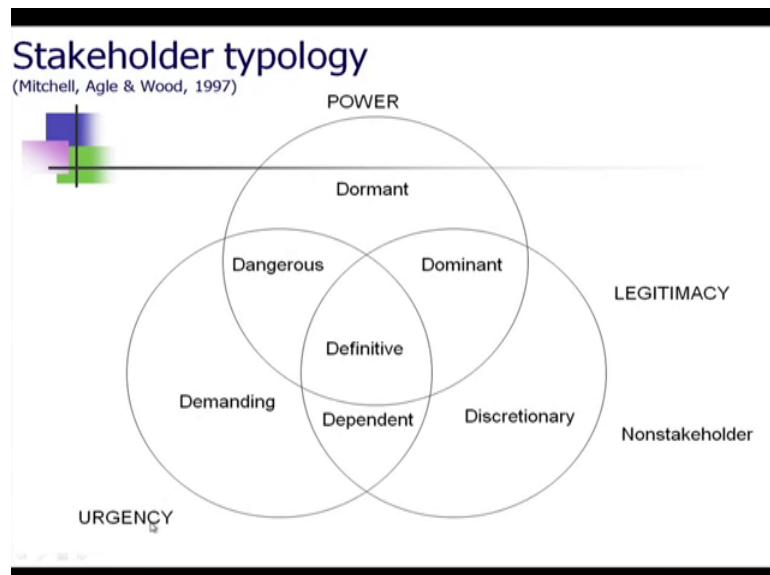 Stakeholder typology
(Mitchell, Agle & Wood, 1997)
POWER
Dormant
Dangerous
Dominant
LEGITIMACY
Definitive
Demanding
Dependent
Discretionary
Nonstakeholder
URGENCY